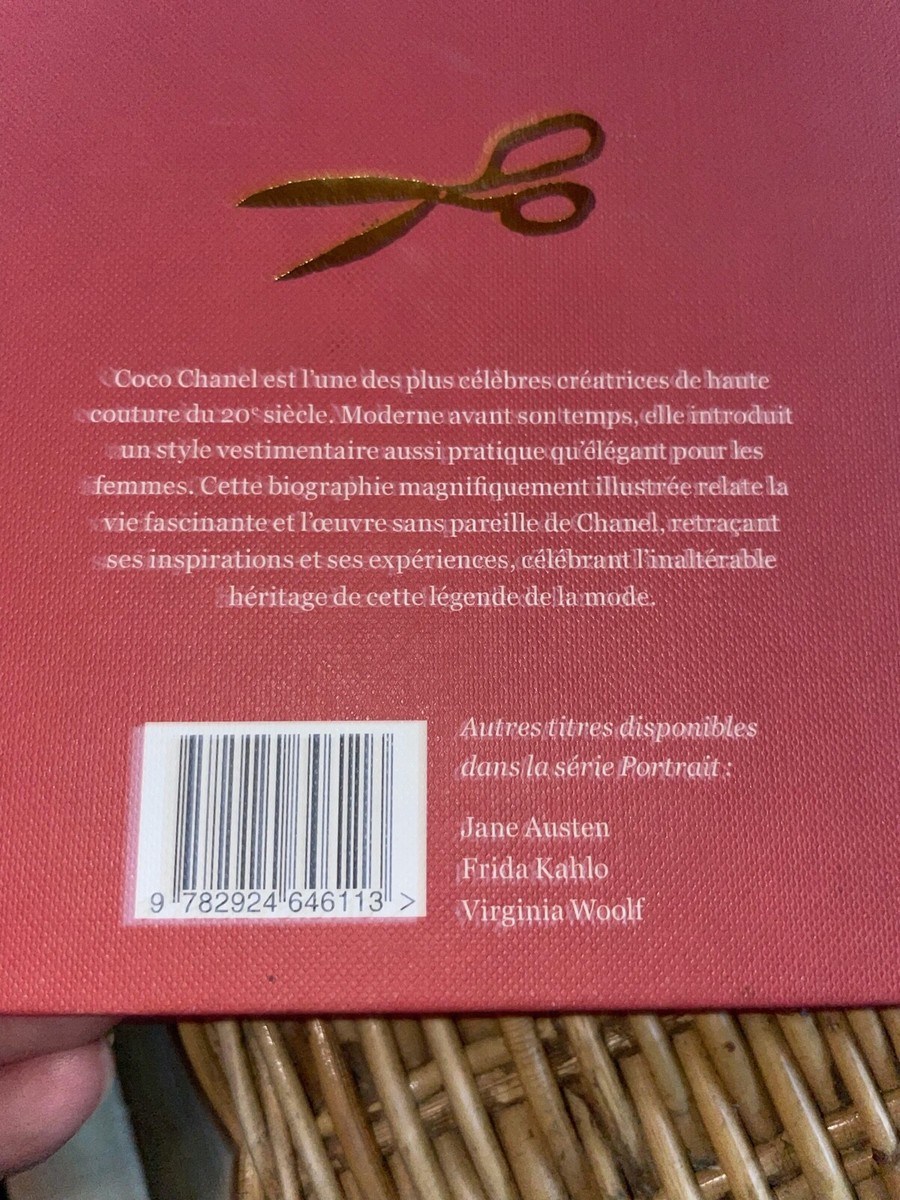 Coco Chanel est l'une des plus célèbres créatrices de haute
couture du 20e siècle. Moderne avant son temps, elle introduit
un style vestimentaire aussi pratique qu'élégant pour les
femmes. Cette biographie magnifiquement illustrée relate la
vie fascinante et l'œuvre sans pareille de Chanel, retraçant
ses inspirations et ses expériences, célébrant l'inaltérable
héritage de cette légende de la mode.
Autres titres disponibles
dans la série Portrait :
Jane Austen
Frida Kahlo
Virginia Woolf
9 782924 646113 >